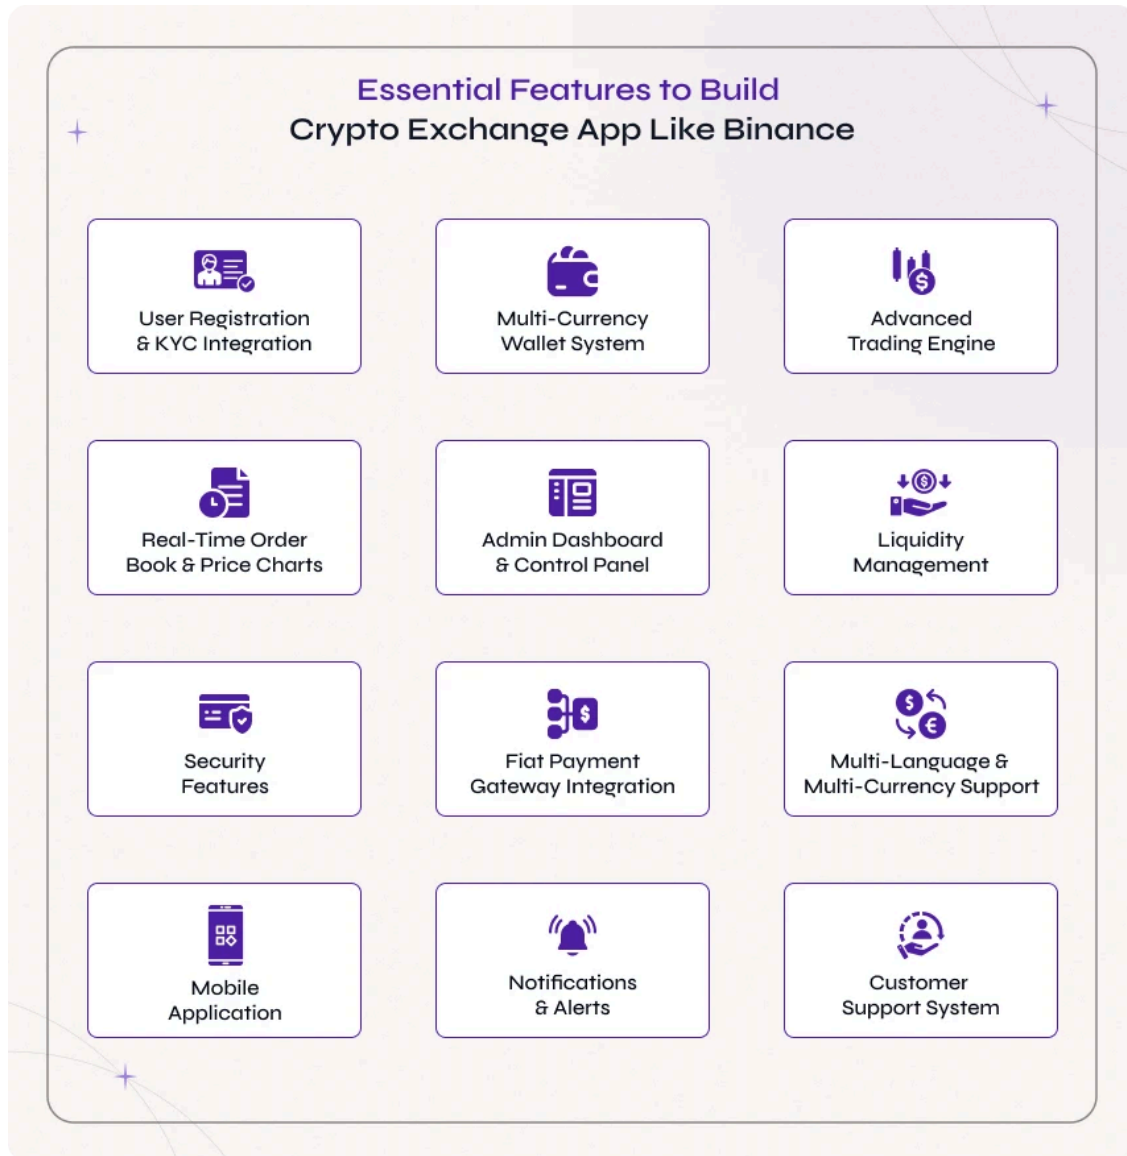 Essential Features to Build
Crypto Exchange App Like Binance
User Registration
& KYC Integration
Multi-Currency
Wallet System
Advanced
Trading Engine
Real-Time Order
Book & Price Charts
Admin Dashboard
& Control Panel
Liquidity
Management
Security
Features
Fiat Payment
Gateway Integration
Multi-Language &
Multi-Currency Support
Mobile
Application
Notifications
& Alerts
Customer
Support System